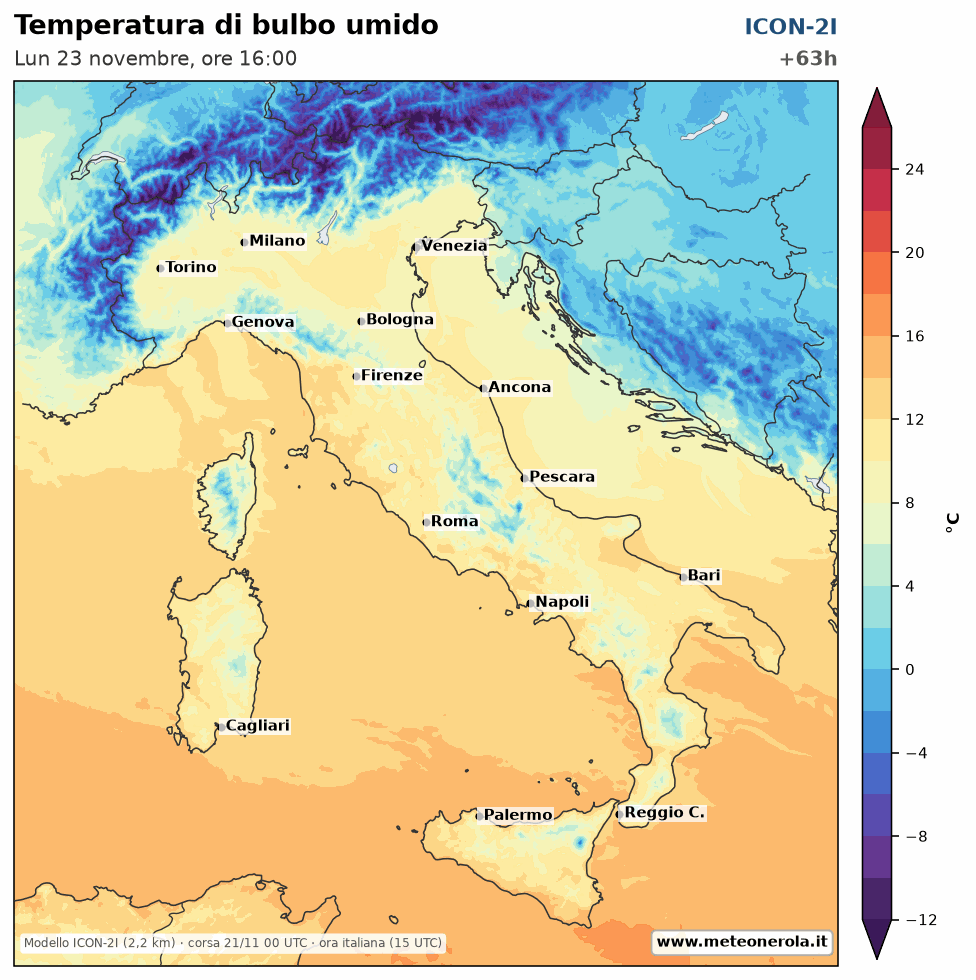 Temperatura di bulbo umido
ICON-2I
Lun 23 novembre, ore 16:00
+63h
Milano
Venezia
Torino
Genova
Bologna
Firenze
Ancona
Pescara
Roma
Bari
Napoli
Cagliari
Palermo
Reggio C.
24
20
16
12
8
4
0
−4
−8
−12
°C
Modello ICON-2I (2,2 km) · corsa 21/11 00 UTC · ora italiana (15 UTC)
www.meteonerola.it